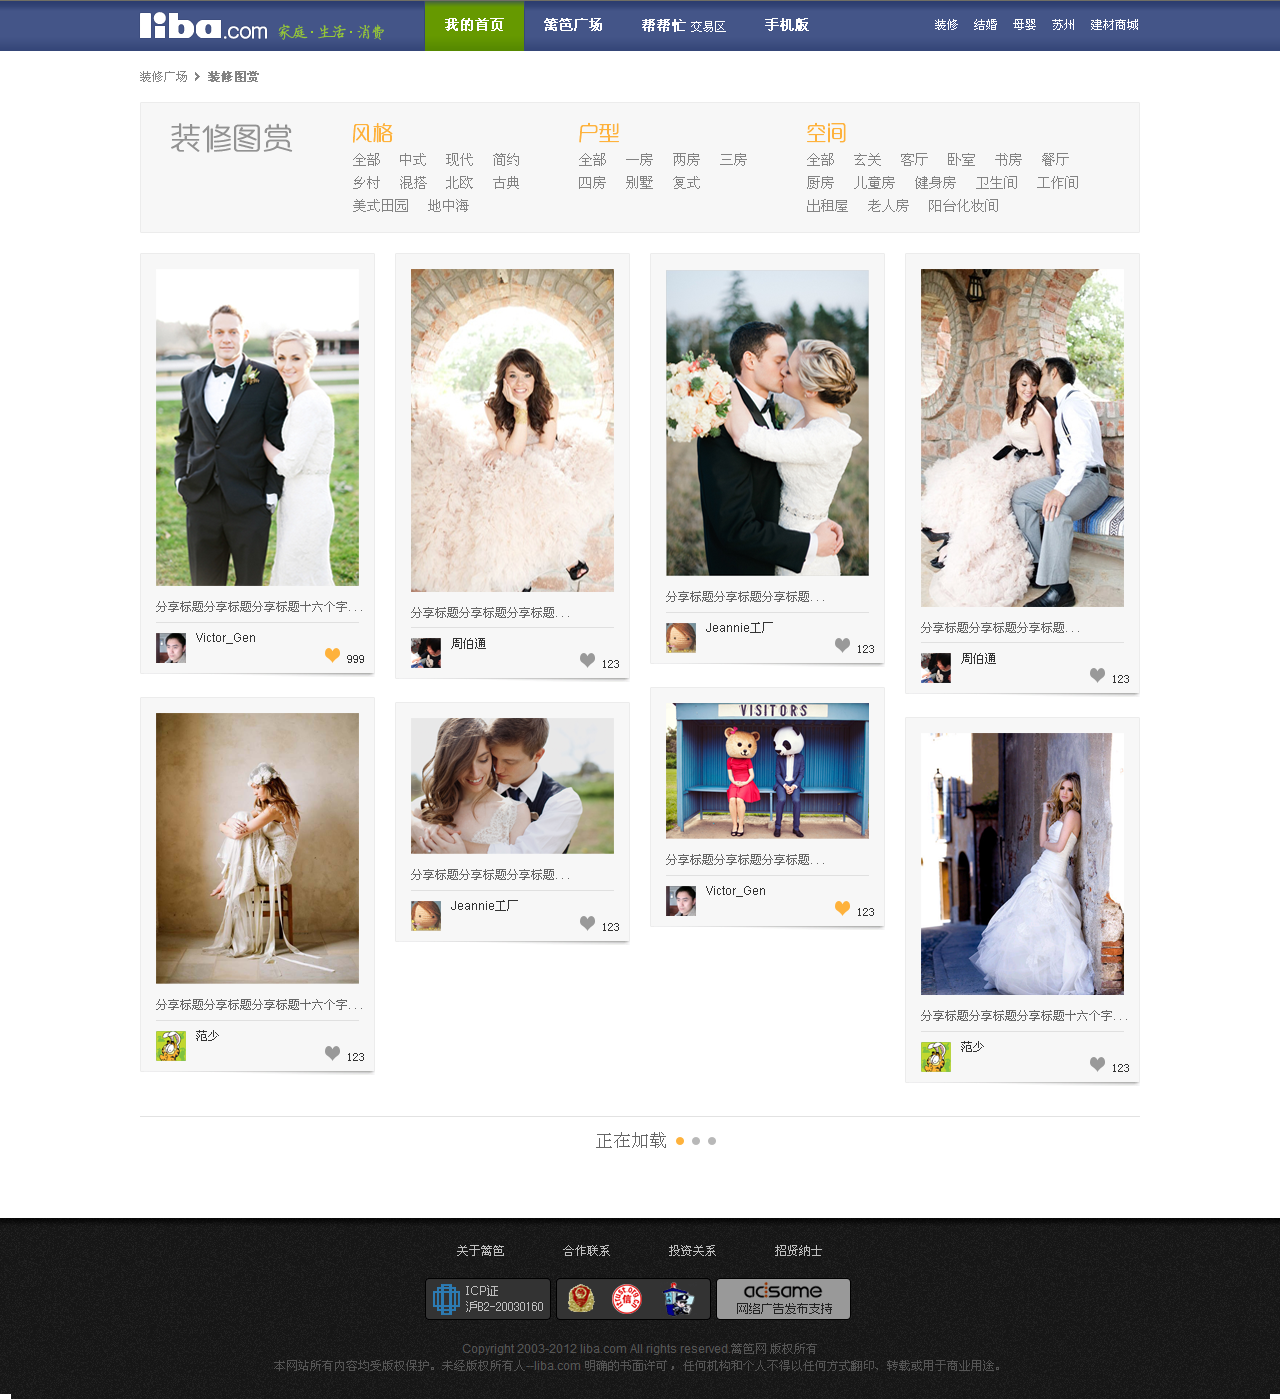 liba.com 家庭·生活·消费
我的首页 篱笆广场 帮帮忙 交易区 手机版
装修 结婚 母婴 苏州 建材商城
装修广场 > 装修图赏
装修图赏
风格
全部 中式 现代 简约
乡村 混搭 北欧 古典
美式田园 地中海
户型
全部 一房 两房 三房
四房 别墅 复式
空间
全部 玄关 客厅 卧室 书房 餐厅
厨房 儿童房 健身房 卫生间 工作间
出租屋 老人房 阳台化妆间
分享标题分享标题分享标题十六个字...
Victor_Gen
999
分享标题分享标题分享标题...
周伯通
123
分享标题分享标题分享标题...
Jeannie工厂
123
分享标题分享标题分享标题...
周伯通
123
分享标题分享标题分享标题十六个字...
范少
123
分享标题分享标题分享标题...
Jeannie工厂
123
VISITORS
分享标题分享标题分享标题...
Victor_Gen
123
分享标题分享标题分享标题十六个字...
范少
123
正在加载
关于篱笆 合作联系 投资关系 招贤纳士
ICP证
沪B2-20030160
信
acisame
网络广告发布支持
Copyright 2003-2012 liba.com All rights reserved.篱笆网 版权所有
本网站所有内容均受版权保护。未经版权所有人--liba.com 明确的书面许可，任何机构和个人不得以任何方式翻印、转载或用于商业用途。